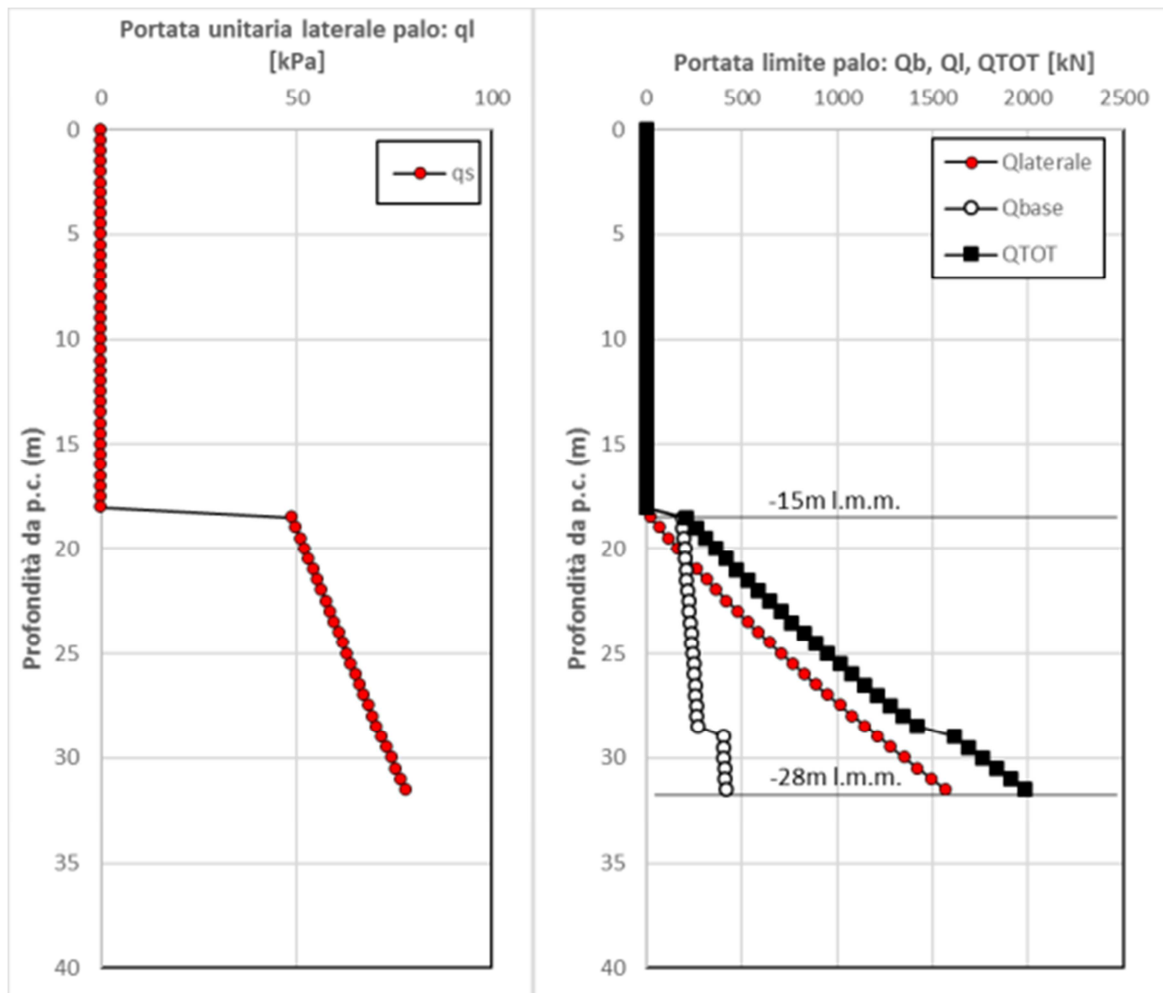 Portata unitaria laterale palo: ql
[kPa]
0 50 100
0
5
10
15
20
25
30
35
40
Profondità da p.c. (m)
qs
Portata limite palo: Qb, Ql, QTOT [kN]
0 500 1000 1500 2000 2500
0
5
10
15
20
25
30
35
40
Profondità da p.c. (m)
Qlaterale
Qbase
QTOT
-15m l.m.m.
-28m l.m.m.